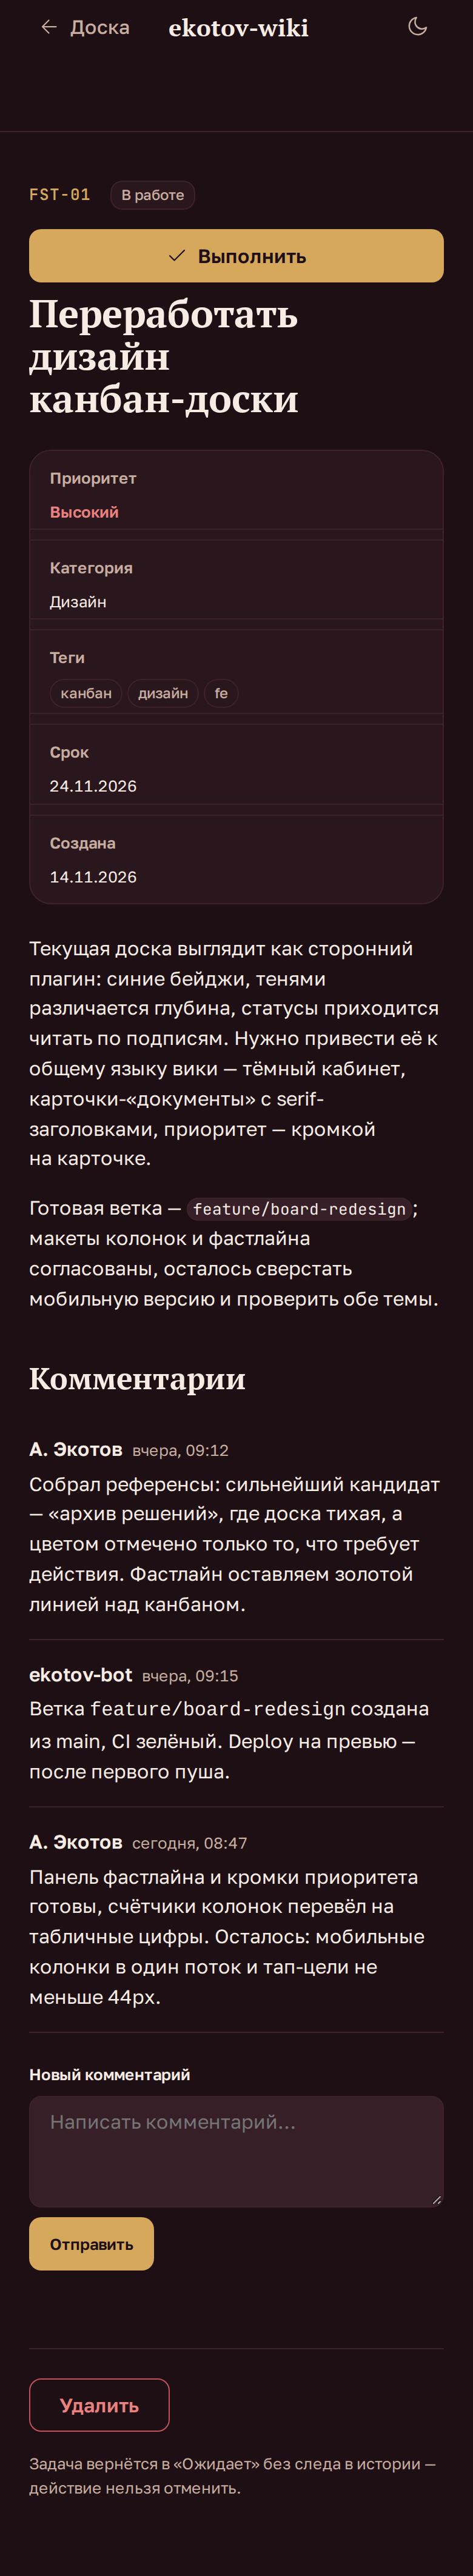 ← Доска ekotov-wiki
FST-01 В работе
Выполнить
Переработать
дизайн
канбан-доски
Приоритет
Высокий
Категория
Дизайн
Теги
канбан дизайн fe
Срок
24.11.2026
Создана
14.11.2026
Текущая доска выглядит как сторонний
плагин: синие бейджи, тенями
различается глубина, статусы приходится
читать по подписям. Нужно привести её к
общему языку вики — тёмный кабинет,
карточки-«документы» с serif-
заголовками, приоритет — кромкой
на карточке.
Готовая ветка — feature/board-redesign;
макеты колонок и фастлайна
согласованы, осталось сверстать
мобильную версию и проверить обе темы.
Комментарии
А. Экотов вчера, 09:12
Собрал референсы: сильнейший кандидат
— «архив решений», где доска тихая, а
цветом отмечено только то, что требует
действия. Фастлайн оставляем золотой
линией над канбаном.
ekotov-bot вчера, 09:15
Ветка feature/board-redesign создана
из main, CI зелёный. Deploy на превью —
после первого пуша.
А. Экотов сегодня, 08:47
Панель фастлайна и кромки приоритета
готовы, счётчики колонок перевёл на
табличные цифры. Осталось: мобильные
колонки в один поток и тап-цели не
меньше 44px.
Новый комментарий
Написать комментарий...
Отправить
Удалить
Задача вернётся в «Ожидает» без следа в истории —
действие нельзя отменить.